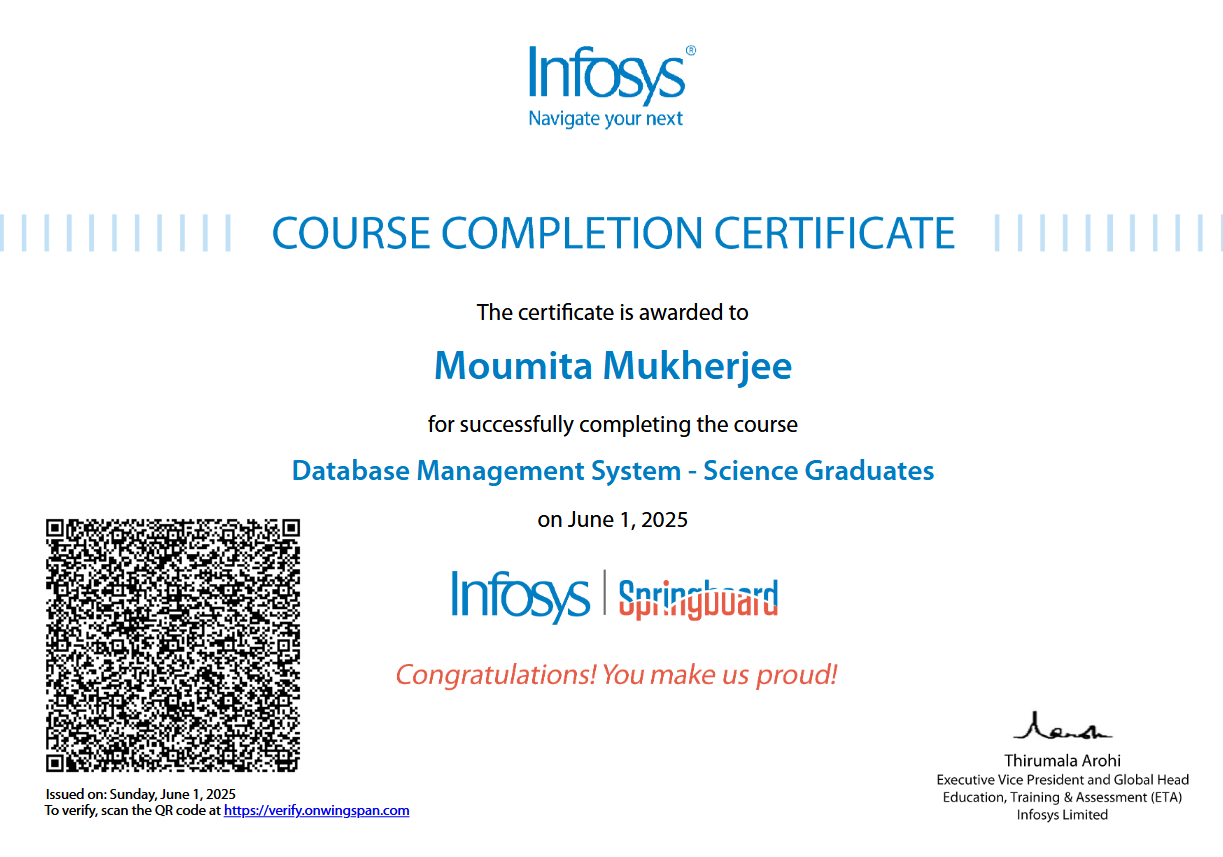 Infosys®
Navigate your next
COURSE COMPLETION CERTIFICATE
The certificate is awarded to
Moumita Mukherjee
for successfully completing the course
Database Management System - Science Graduates
on June 1, 2025
Infosys | Springboard
Congratulations! You make us proud!
Thirumala Arohi
Executive Vice President and Global Head
Education, Training & Assessment (ETA)
Infosys Limited
Issued on: Sunday, June 1, 2025
To verify, scan the QR code at https://verify.onwingspan.com